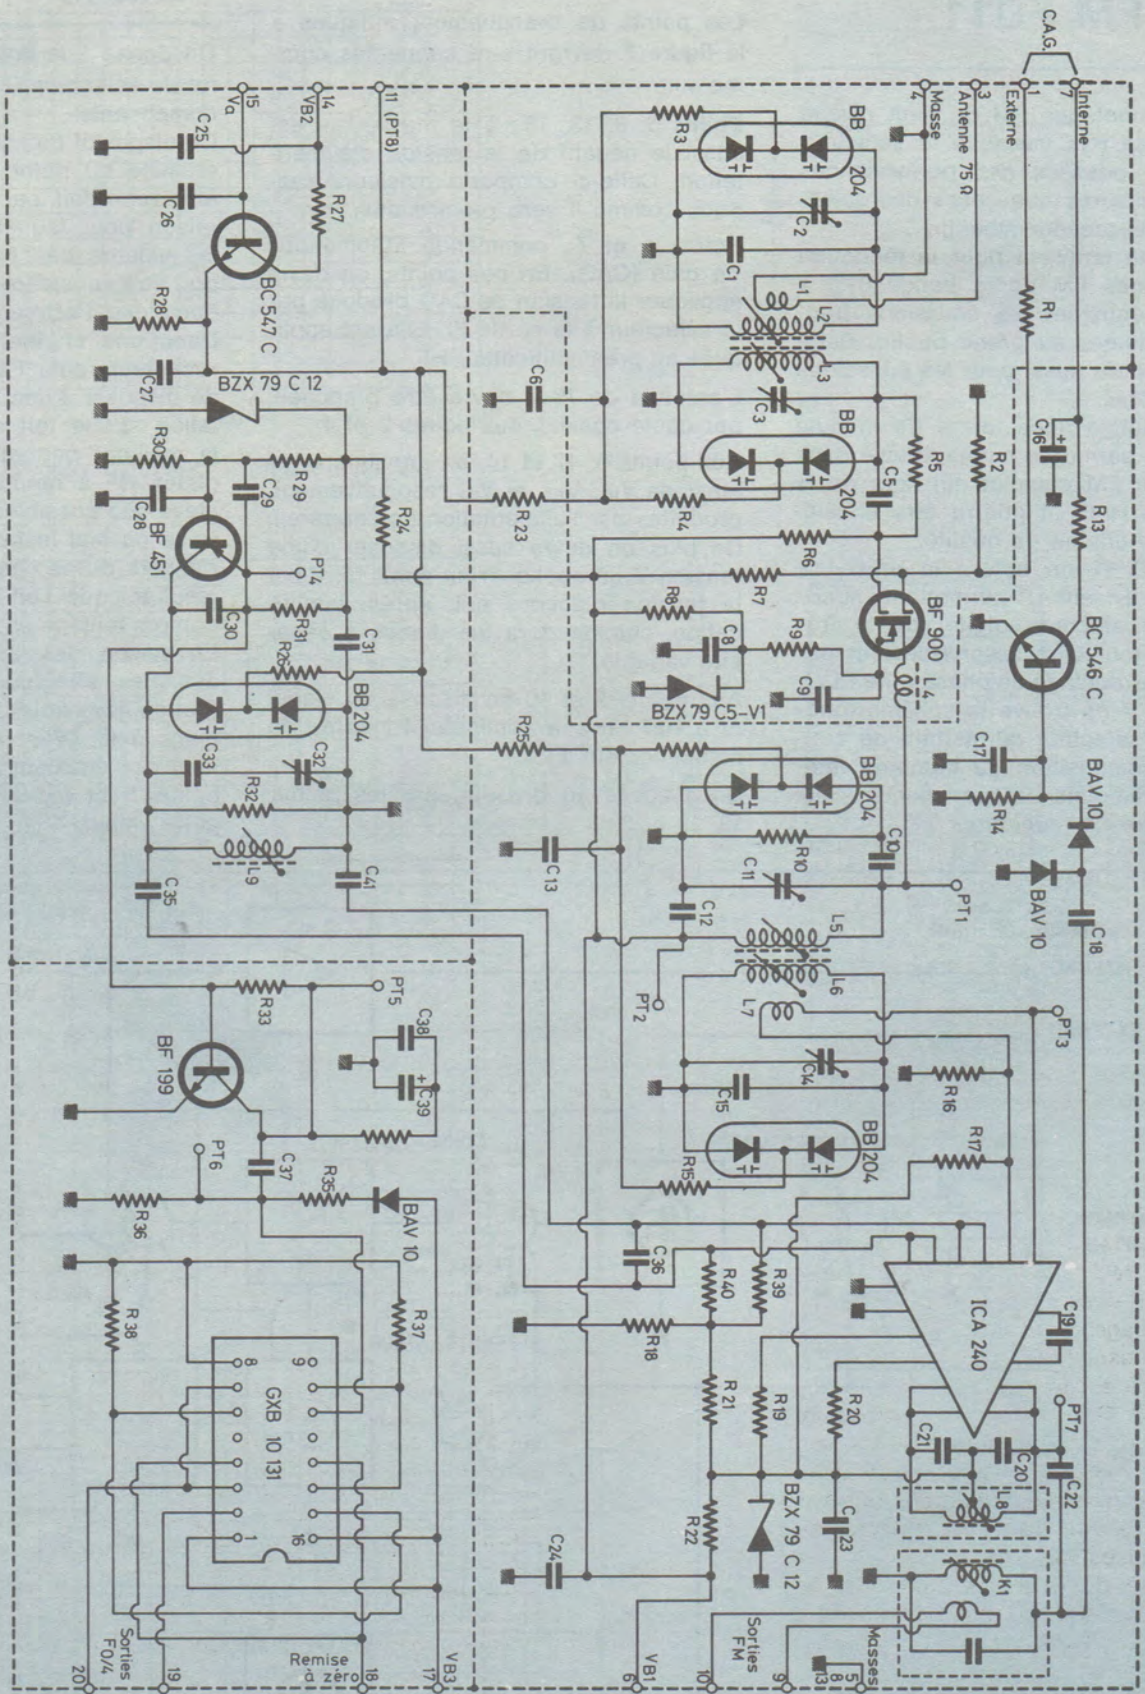 C.A.G.
7 Interne
1 Externe
3 Antenne 75 Ω
4 Masse
11 (PT8)
14 VB2
15 Va
R1
C16
+
R13
BC 546 C
C17
R14
BAV 10
BAV 10
C18
R2
R5
R3
BB 204
C2
C1
L1
L2
L3
C3
BB 204
C5
R4
C6
R23
R6
R7
BF 900
L4
R9
C9
R8
C8
BZX 79 C5-V1
R24
R25
C13
BB 204
R10
C10
C11
C12
PT1
PT2
L5
L6
L7
PT3
C14
C15
BB 204
R15
R16
R17
ICA 240
C19
PT7
C20
C21
C22
L8
K1
R20
R19
R39
R40
C36
R18
R21
R22
C23
BZX 79 C 12
C24
Masses
5
8
13
9
Sorties FM
10
6 VB1
C25
C26
R27
BC 547 C
R28
C27
BZX 79 C 12
R30
C28
R29
C29
BF 451
PT4
C30
R31
C31
R26
BB 204
C33
C32
R32
L9
C35
C41
PT5
R33
C38
C39
+
BF 199
C37
PT6
R35
BAV 10
R36
R37
R38
GXB 10 131
8
9
1
16
17 VB3
18 Remise à zéro
19
Sorties F0/4
20